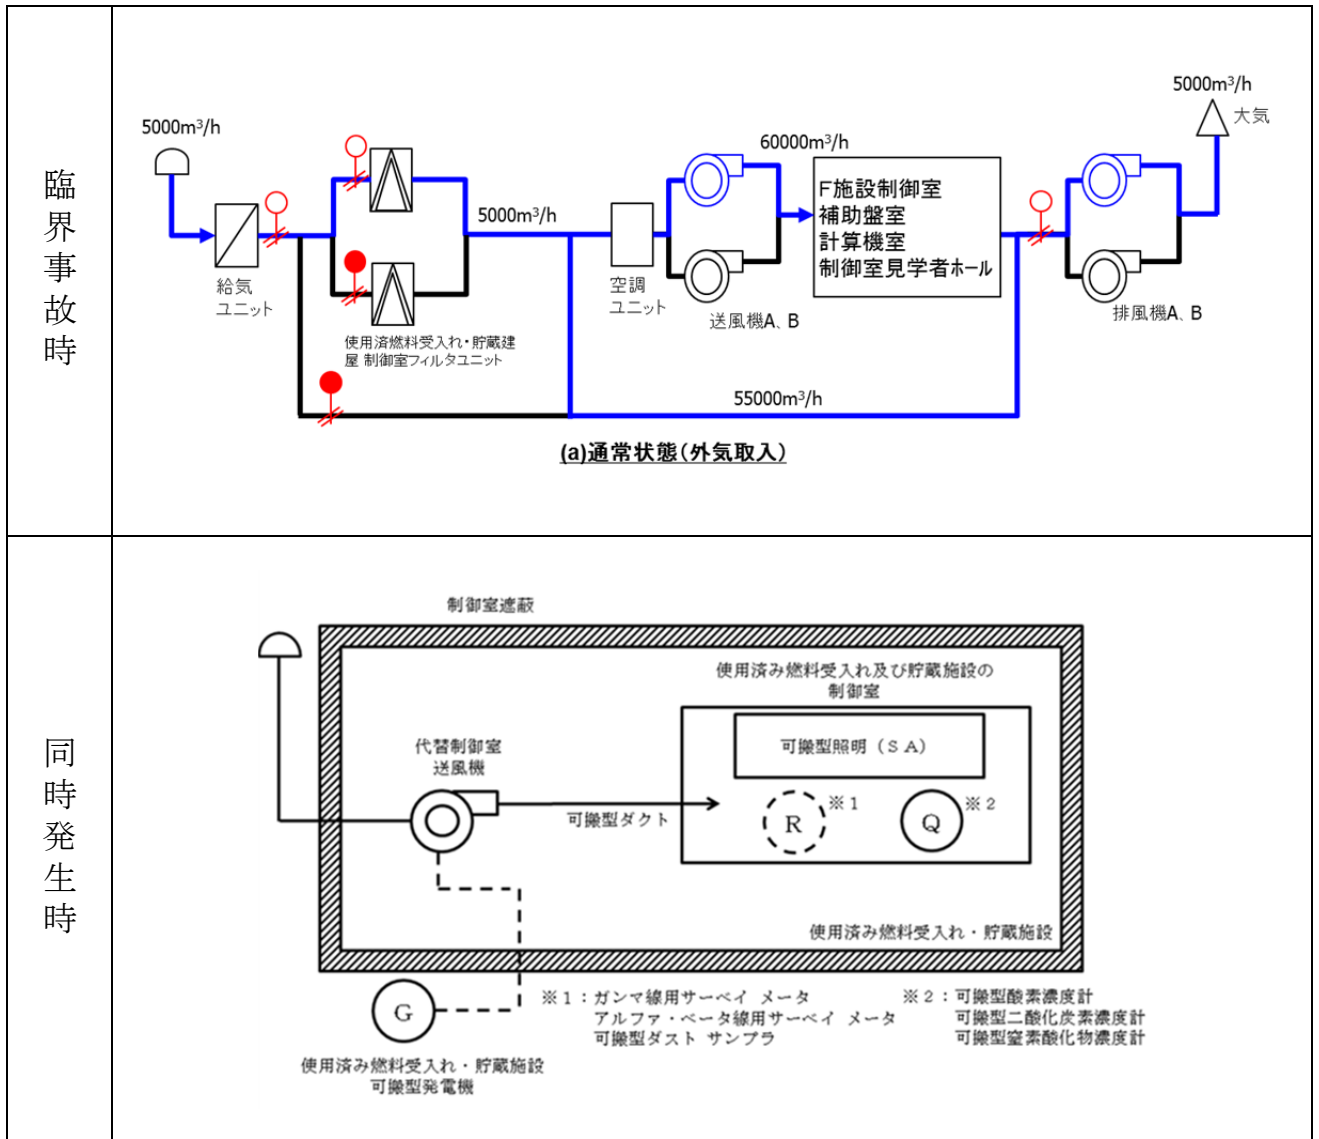 臨界事故時
5000m³/h
大気
5000m³/h
60000m³/h
5000m³/h
F施設制御室
補助盤室
計算機室
制御室見学者ホール
給気
ユニット
空調
ユニット
送風機A、B
排風機A、B
使用済燃料受入れ・貯蔵建
屋 制御室フィルタユニット
55000m³/h
(a)通常状態(外気取入)
同時発生時
制御室遮蔽
使用済み燃料受入れ及び貯蔵施設の
制御室
可搬型照明(SA)
代替制御室
送風機
可搬型ダクト
R
※1
Q
※2
使用済み燃料受入れ・貯蔵施設
G
使用済み燃料受入れ・貯蔵施設
可搬型発電機
※1:ガンマ線用サーベイ メータ
アルファ・ベータ線用サーベイ メータ
可搬型ダスト サンプラ
※2:可搬型酸素濃度計
可搬型二酸化炭素濃度計
可搬型窒素酸化物濃度計